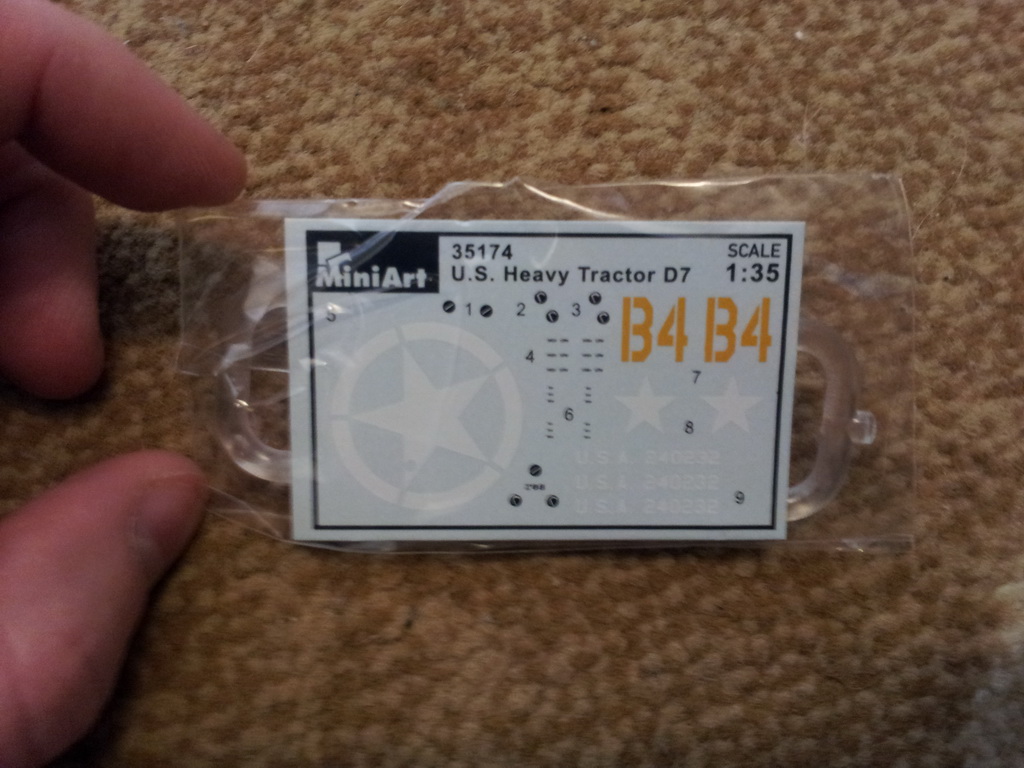 MiniArt
35174
U.S. Heavy Tractor D7
SCALE
1:35
5
1
2
3
B4 B4
4
7
6
8
U.S.A. 240232
U.S.A. 240232
U.S.A. 240232
9